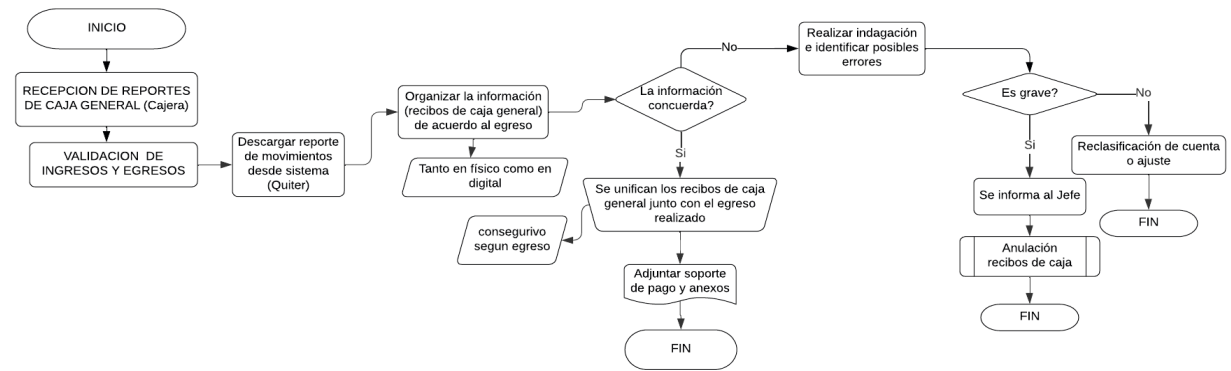 INICIO
RECEPCION DE REPORTES
DE CAJA GENERAL (Cajera)
VALIDACION DE
INGRESOS Y EGRESOS
Descargar reporte
de movimientos
desde sistema
(Quiter)
Organizar la información
(recibos de caja general)
de acuerdo al egreso
Tanto en físico como en
digital
La información
concuerda?
Si
Se unifican los recibos de caja
general junto con el egreso
realizado
consegurivo
segun egreso
Adjuntar soporte
de pago y anexos
FIN
No
Realizar indagación
e identificar posibles
errores
Es grave?
Si
Se informa al Jefe
Anulación
recibos de caja
FIN
No
Reclasificación de cuenta
o ajuste
FIN